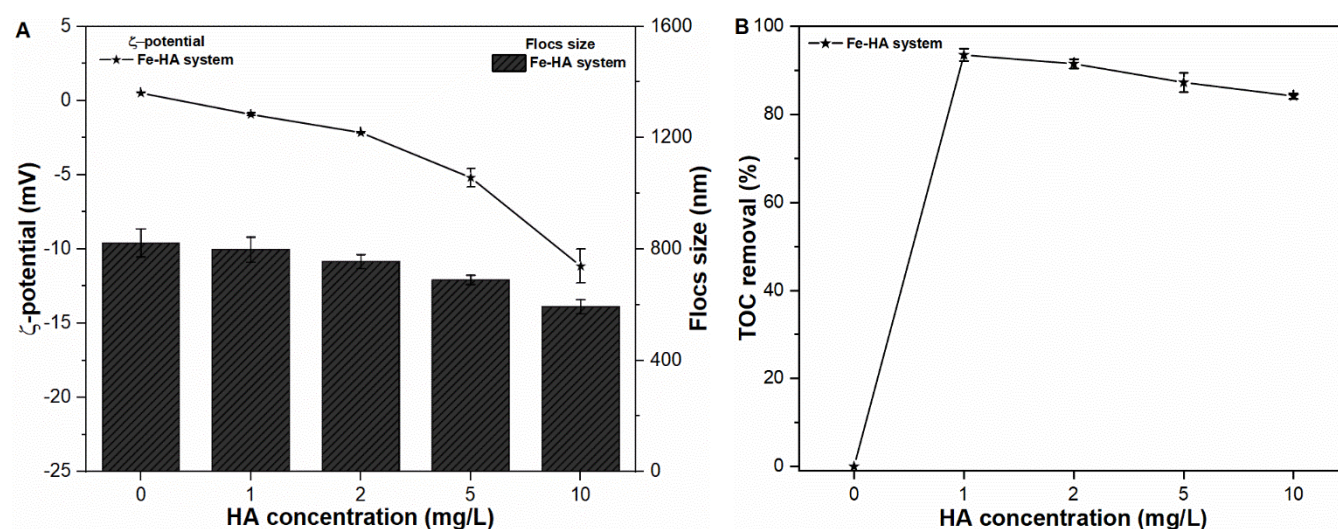 A
ζ-potential
Fe-HA system
Flocs size
Fe-HA system
5
0
-5
-10
-15
-20
-25
ζ-potential (mV)
1600
1200
800
400
0
Flocs size (nm)
0 1 2 5 10
HA concentration (mg/L)
B
Fe-HA system
100
80
60
40
20
0
TOC removal (%)
0 1 2 5 10
HA concentration (mg/L)